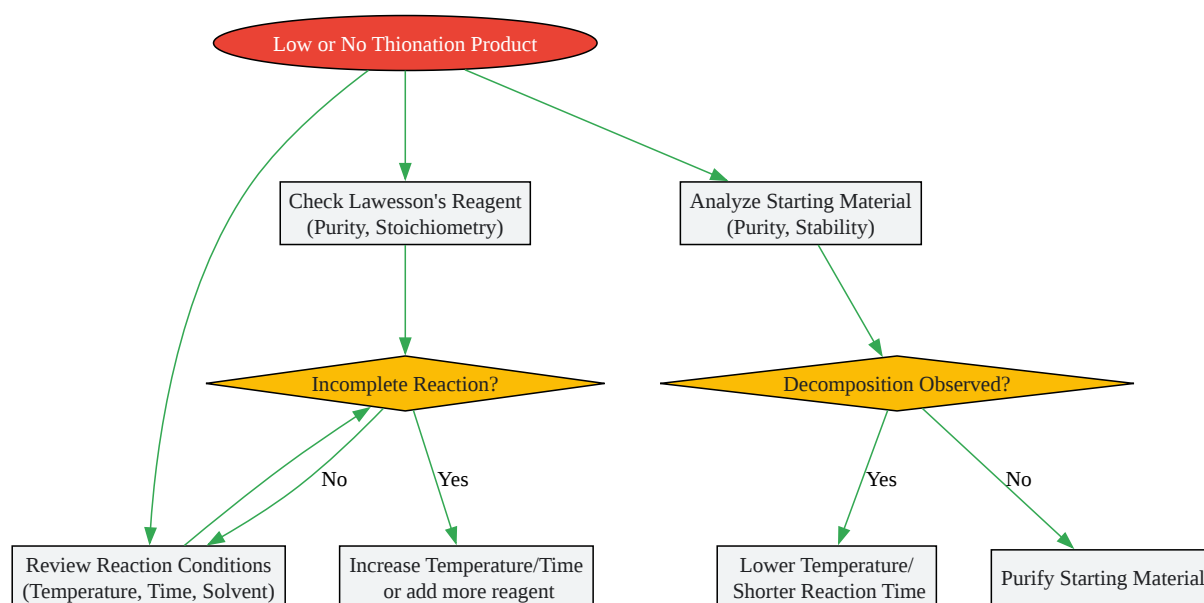 Low or No Thionation Product
Check Lawesson's Reagent
(Purity, Stoichiometry)
Analyze Starting Material
(Purity, Stability)
Incomplete Reaction?
Decomposition Observed?
No
Yes
Yes
No
Review Reaction Conditions
(Temperature, Time, Solvent)
Increase Temperature/Time
or add more reagent
Lower Temperature/
Shorter Reaction Time
Purify Starting Material